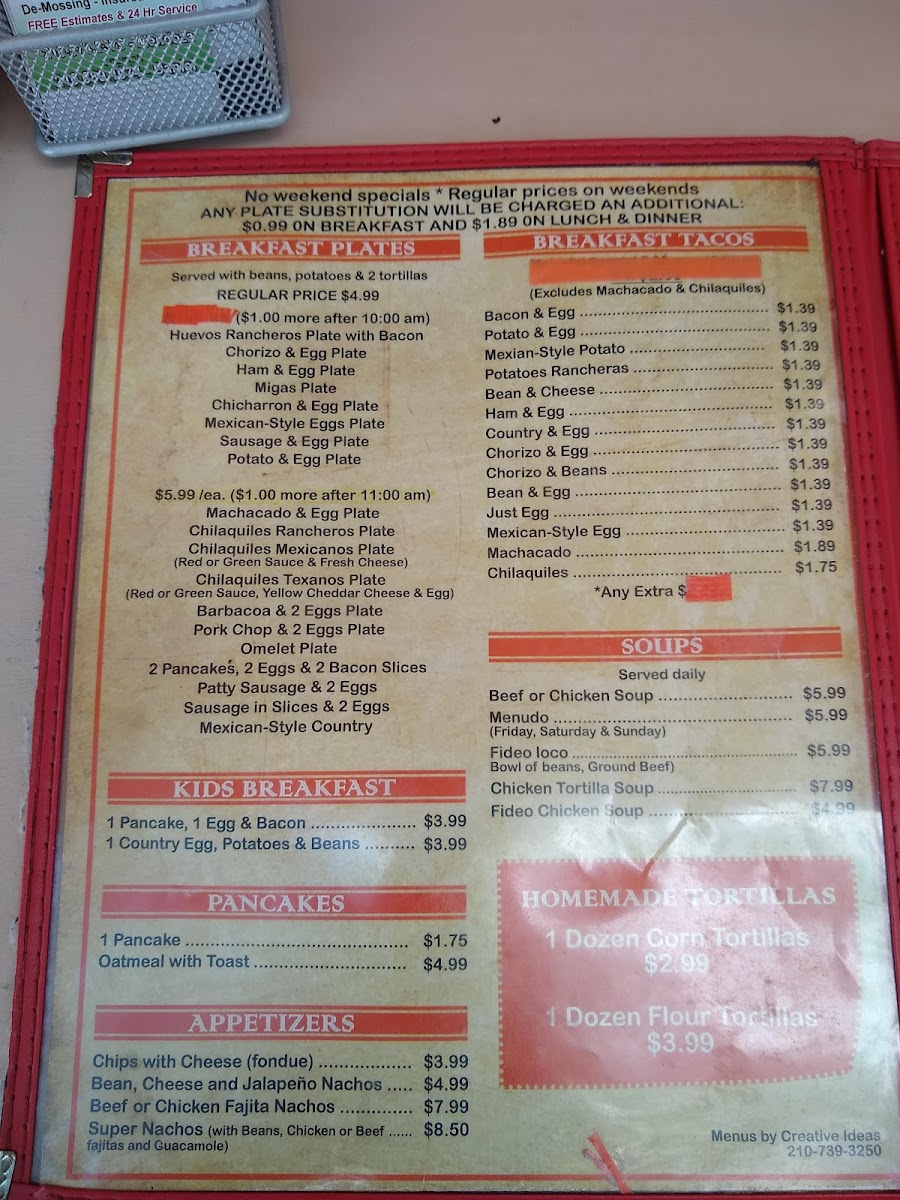 De-Mossing - Insured
FREE Estimates & 24 Hr Service
No weekend specials * Regular prices on weekends
ANY PLATE SUBSTITUTION WILL BE CHARGED AN ADDITIONAL:
$0.99 0N BREAKFAST AND $1.89 0N LUNCH & DINNER
BREAKFAST PLATES
Served with beans, potatoes & 2 tortillas
REGULAR PRICE $4.99
($1.00 more after 10:00 am)
Huevos Rancheros Plate with Bacon
Chorizo & Egg Plate
Ham & Egg Plate
Migas Plate
Chicharron & Egg Plate
Mexican-Style Eggs Plate
Sausage & Egg Plate
Potato & Egg Plate
$5.99 /ea. ($1.00 more after 11:00 am)
Machacado & Egg Plate
Chilaquiles Rancheros Plate
Chilaquiles Mexicanos Plate
(Red or Green Sauce & Fresh Cheese)
Chilaquiles Texanos Plate
(Red or Green Sauce, Yellow Cheddar Cheese & Egg)
Barbacoa & 2 Eggs Plate
Pork Chop & 2 Eggs Plate
Omelet Plate
2 Pancakes, 2 Eggs & 2 Bacon Slices
Patty Sausage & 2 Eggs
Sausage in Slices & 2 Eggs
Mexican-Style Country
KIDS BREAKFAST
1 Pancake, 1 Egg & Bacon ..................... $3.99
1 Country Egg, Potatoes & Beans .......... $3.99
PANCAKES
1 Pancake ......................................... $1.75
Oatmeal with Toast ............................ $4.99
APPETIZERS
Chips with Cheese (fondue) ................. $3.99
Bean, Cheese and Jalapeño Nachos ..... $4.99
Beef or Chicken Fajita Nachos ............. $7.99
Super Nachos (with Beans, Chicken or Beef ...... $8.50
fajitas and Guacamole)
BREAKFAST TACOS
(Excludes Machacado & Chilaquiles)
Bacon & Egg ....................................... $1.39
Potato & Egg ....................................... $1.39
Mexian-Style Potato ............................ $1.39
Potatoes Rancheras ............................. $1.39
Bean & Cheese .................................... $1.39
Ham & Egg .......................................... $1.39
Country & Egg ..................................... $1.39
Chorizo & Egg ...................................... $1.39
Chorizo & Beans .................................. $1.39
Bean & Egg .......................................... $1.39
Just Egg .............................................. $1.39
Mexican-Style Egg ............................... $1.39
Machacado .......................................... $1.89
Chilaquiles .......................................... $1.75
*Any Extra $
SOUPS
Served daily
Beef or Chicken Soup .......................... $5.99
Menudo ................................................ $5.99
(Friday, Saturday & Sunday)
Fideo loco ............................................ $5.99
Bowl of beans, Ground Beef)
Chicken Tortilla Soup ........................... $7.99
Fideo Chicken Soup ............................. $4.99
HOMEMADE TORTILLAS
1 Dozen Corn Tortillas
$2.99
1 Dozen Flour Tortillas
$3.99
Menus by Creative Ideas
210-739-3250